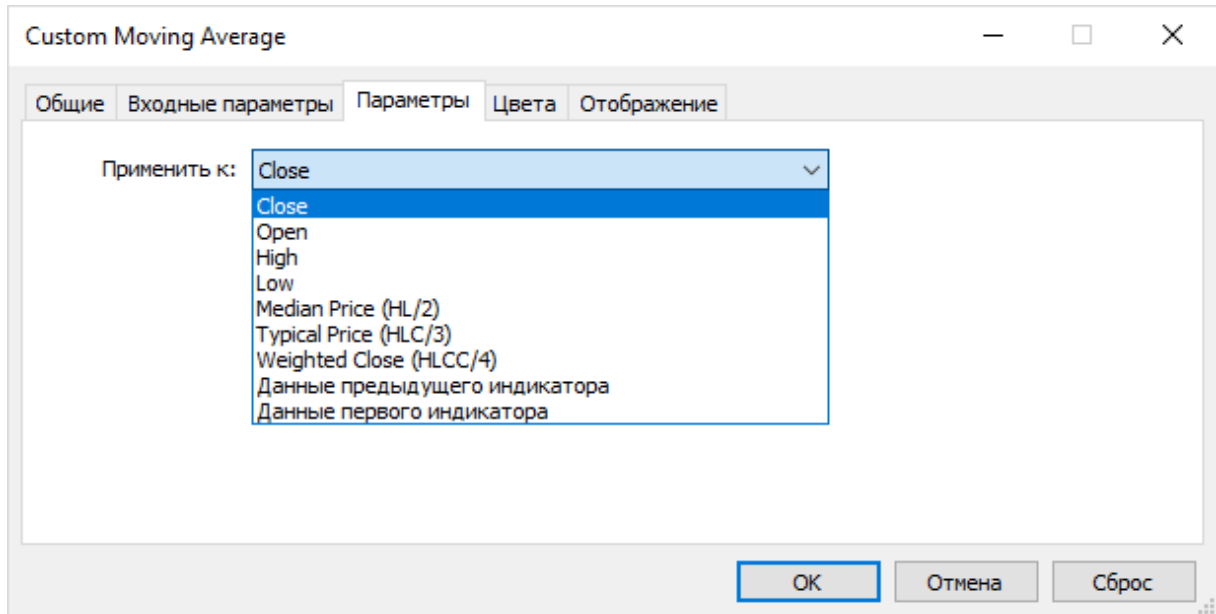 Custom Moving Average
Общие Входные параметры Параметры Цвета Отображение
Применить к: Close
Close
Open
High
Low
Median Price (HL/2)
Typical Price (HLC/3)
Weighted Close (HLCC/4)
Данные предыдущего индикатора
Данные первого индикатора
OK Отмена Сброс